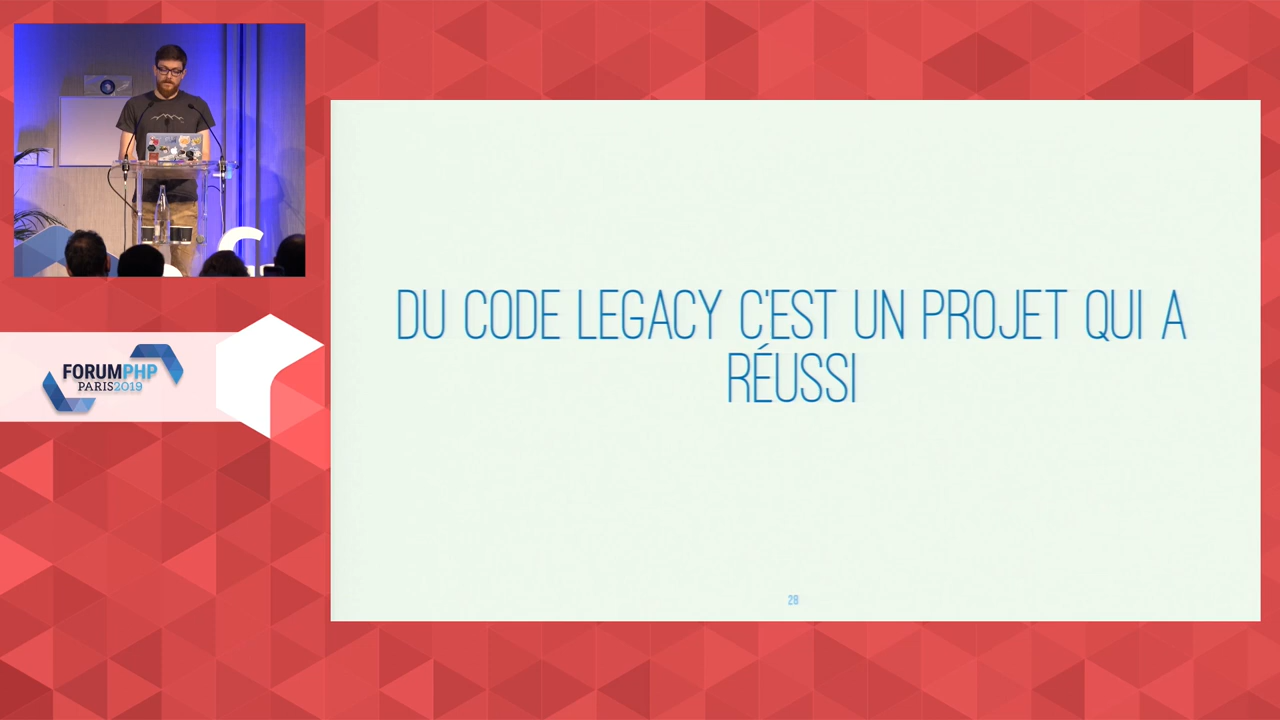 FORUMPHP
PARIS2019
DU CODE LEGACY C'EST UN PROJET QUI A
RÉUSSI
28